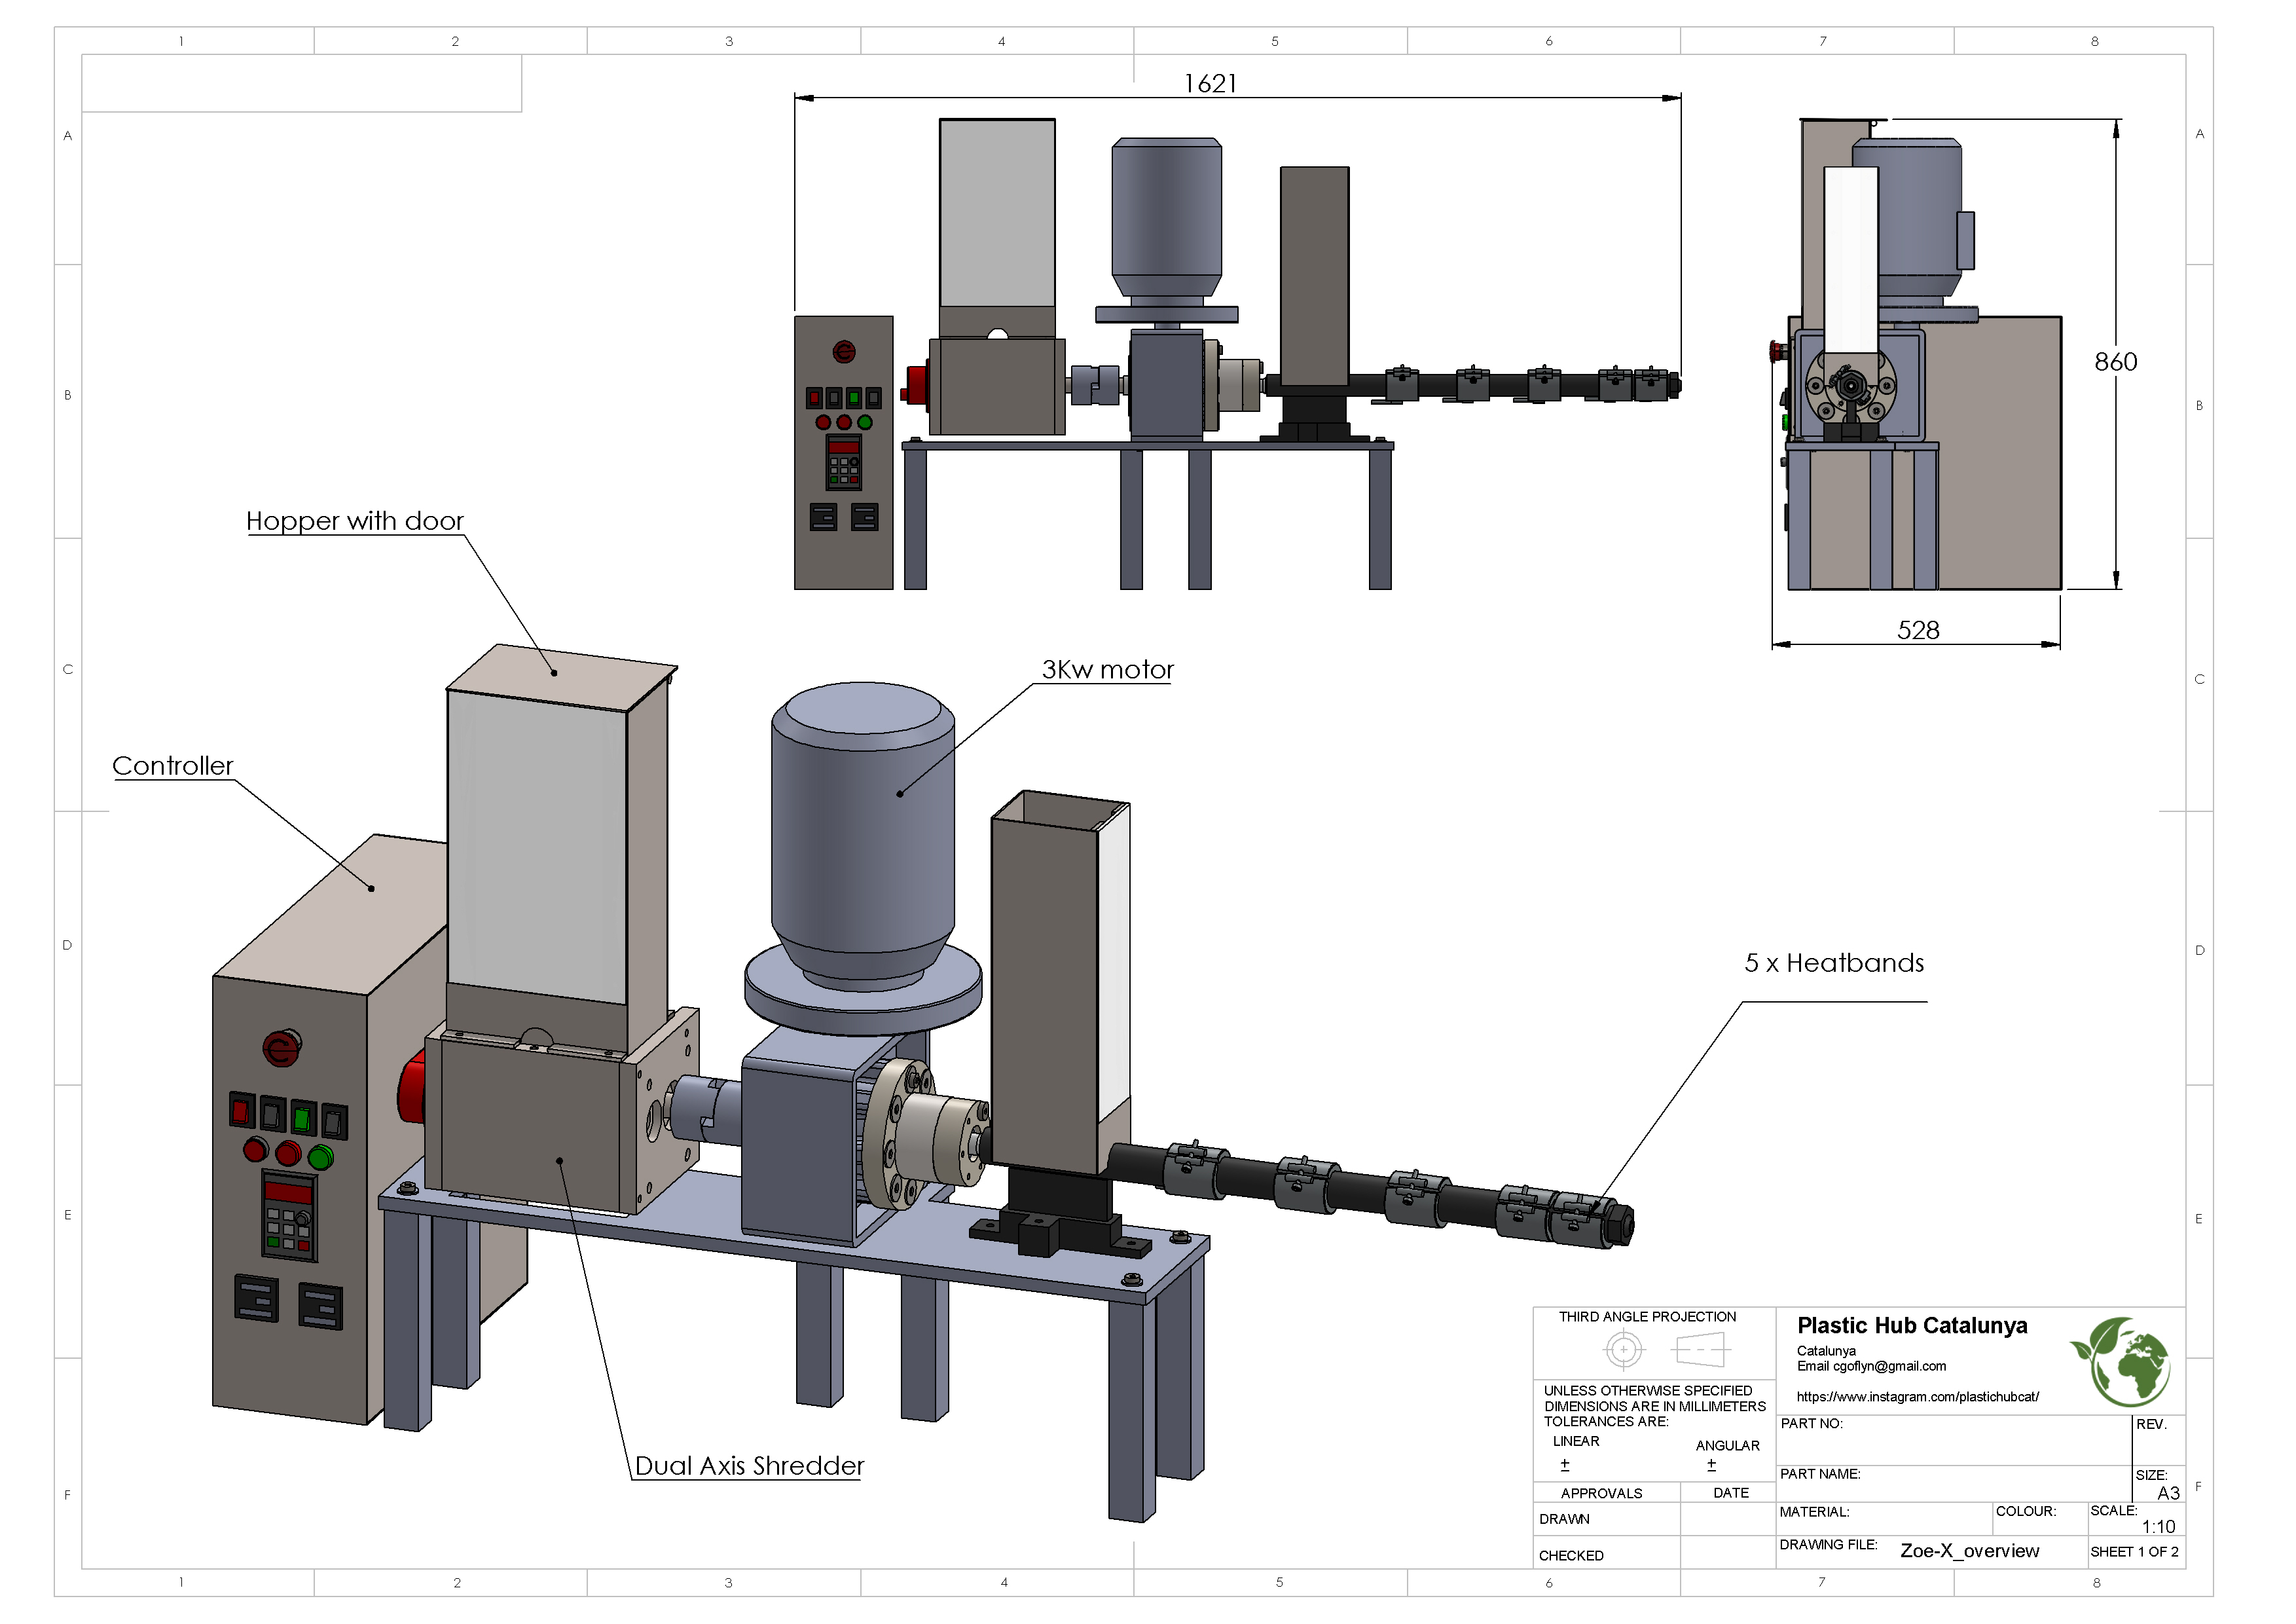 1 2 3 4 5 6 7 8
A A
B B
C C
D D
E E
F F
1621
860
528
Hopper with door
3Kw motor
Controller
5 x Heatbands
Dual Axis Shredder
THIRD ANGLE PROJECTION
UNLESS OTHERWISE SPECIFIED
DIMENSIONS ARE IN MILLIMETERS
TOLERANCES ARE:
LINEAR ANGULAR
± ±
APPROVALS DATE
DRAWN
CHECKED
Plastic Hub Catalunya
Catalunya
Email cgoflyn@gmail.com
https://www.instagram.com/plastichubcat/
PART NO: REV.
PART NAME: SIZE:
A3
MATERIAL: COLOUR: SCALE:
1:10
DRAWING FILE: Zoe-X_overview SHEET 1 OF 2
1 2 3 4 5 6 7 8